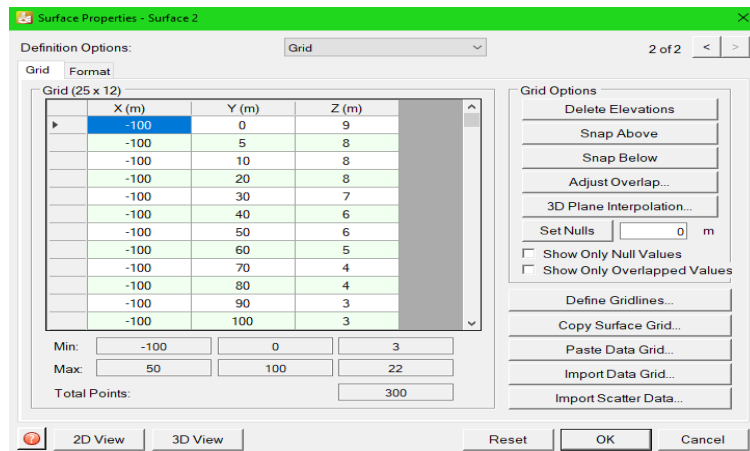 Surface Properties - Surface 2
Definition Options: Grid 2 of 2 < >
Grid Format
Grid (25 x 12)
X (m) Y (m) Z (m)
-100 0 9
-100 5 8
-100 10 8
-100 20 8
-100 30 7
-100 40 6
-100 50 6
-100 60 5
-100 70 4
-100 80 4
-100 90 3
-100 100 3
Min: -100 0 3
Max: 50 100 22
Total Points: 300
Grid Options
Delete Elevations
Snap Above
Snap Below
Adjust Overlap...
3D Plane Interpolation...
Set Nulls 0 m
Show Only Null Values
Show Only Overlapped Values
Define Gridlines...
Copy Surface Grid...
Paste Data Grid...
Import Data Grid...
Import Scatter Data...
2D View 3D View Reset OK Cancel